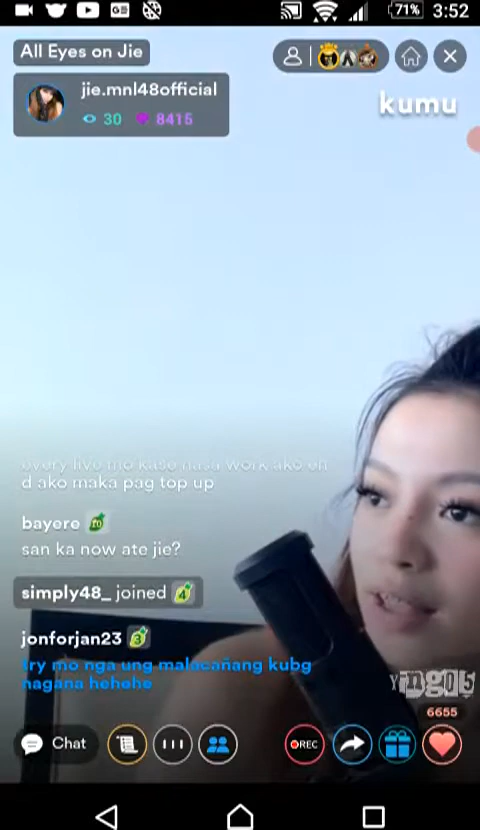 71%
3:52
All Eyes on Jie
jie.mnl48official
30
8415
kumu
every live mo kase nasa work ako eh
d ako maka pag top up
bayere
san ka now ate jie?
simply48_ joined 4
jonforjan23 3
try mo nga ung malacañang kubg
nagana hehehe
6655
Chat
REC